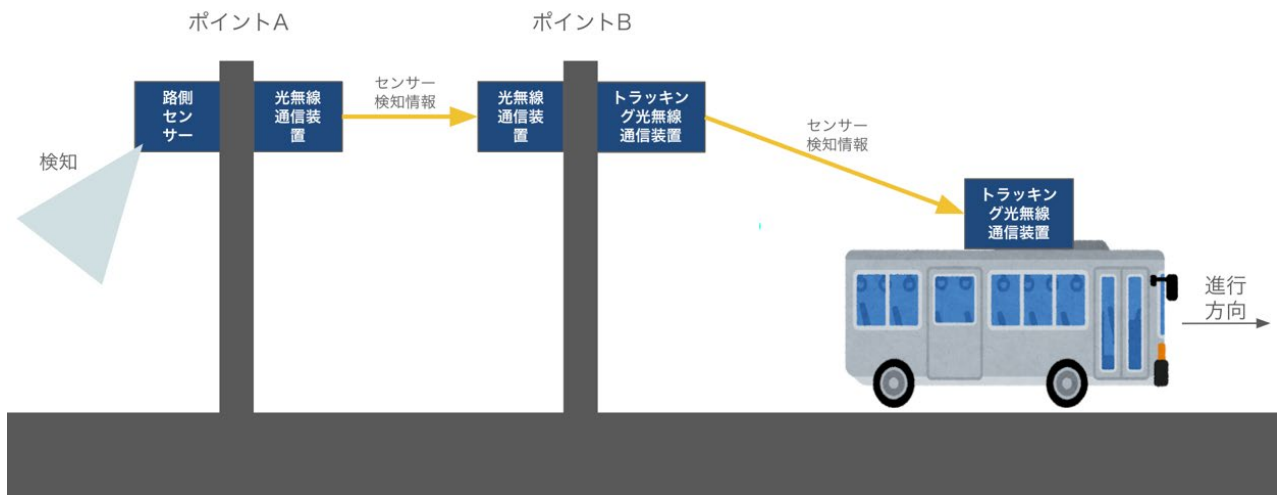 ポイントA
ポイントB
路側
セン
サー
光無線
通信装
置
センサー
検知情報
光無線
通信装
置
トラッキン
グ光無線
通信装置
センサー
検知情報
検知
トラッキン
グ光無線
通信装置
進行
方向